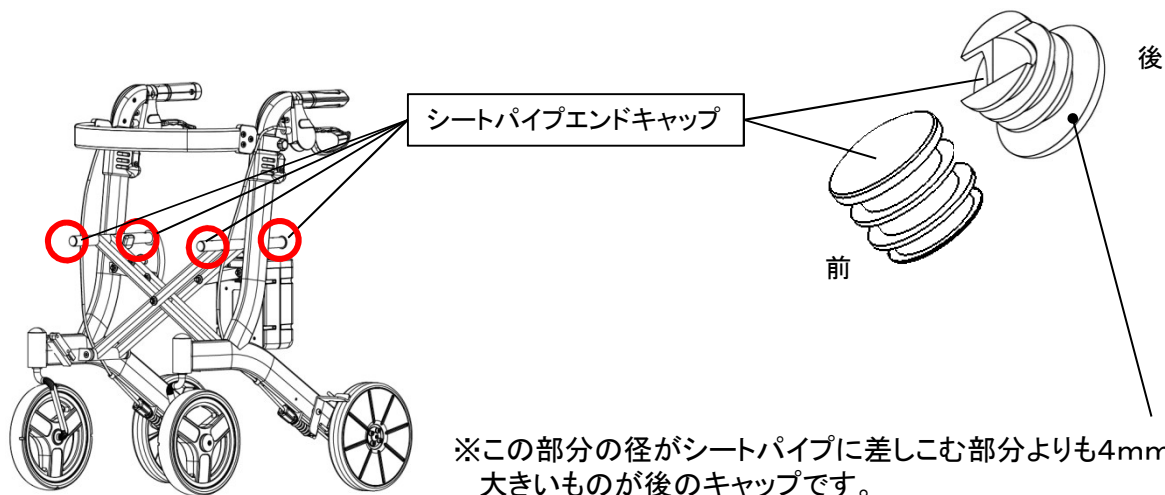 後
シートパイプエンドキャップ
前
※この部分の径がシートパイプに差しこむ部分よりも4mm
大きいものが後のキャップです。